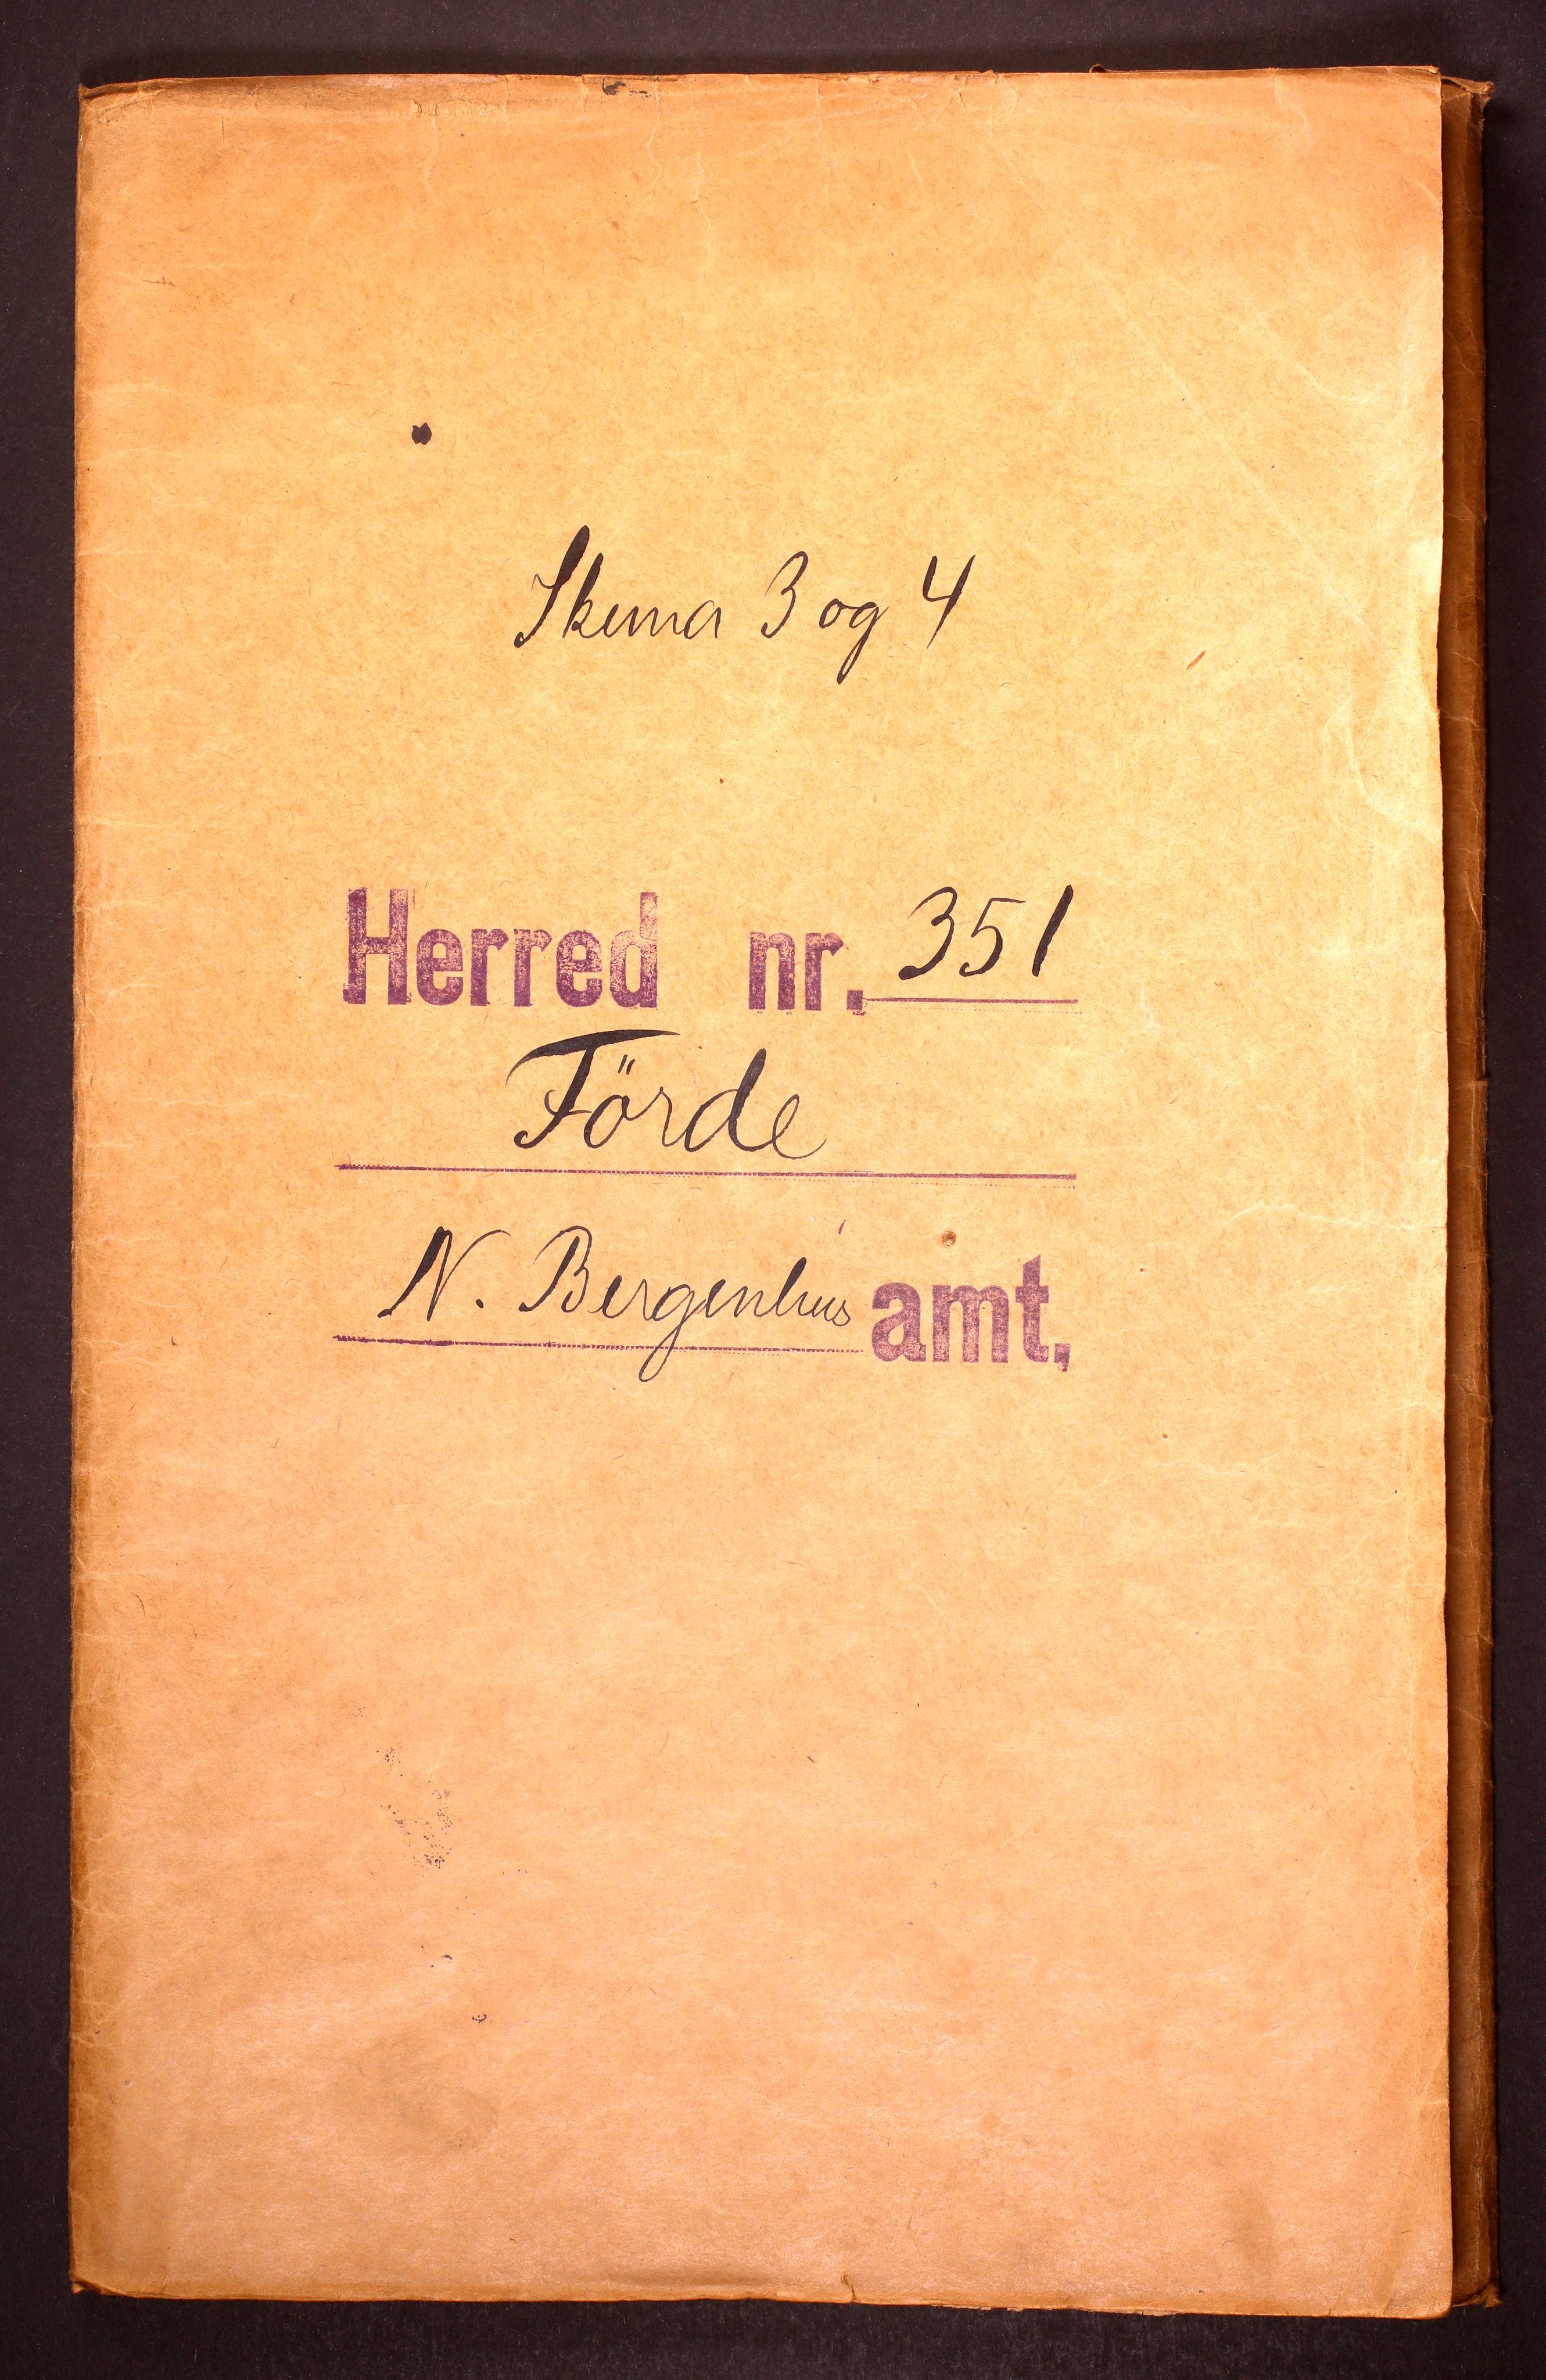 Skema 3 og 4
Herred nr. 351
Förde
N. Bergenhus amt.